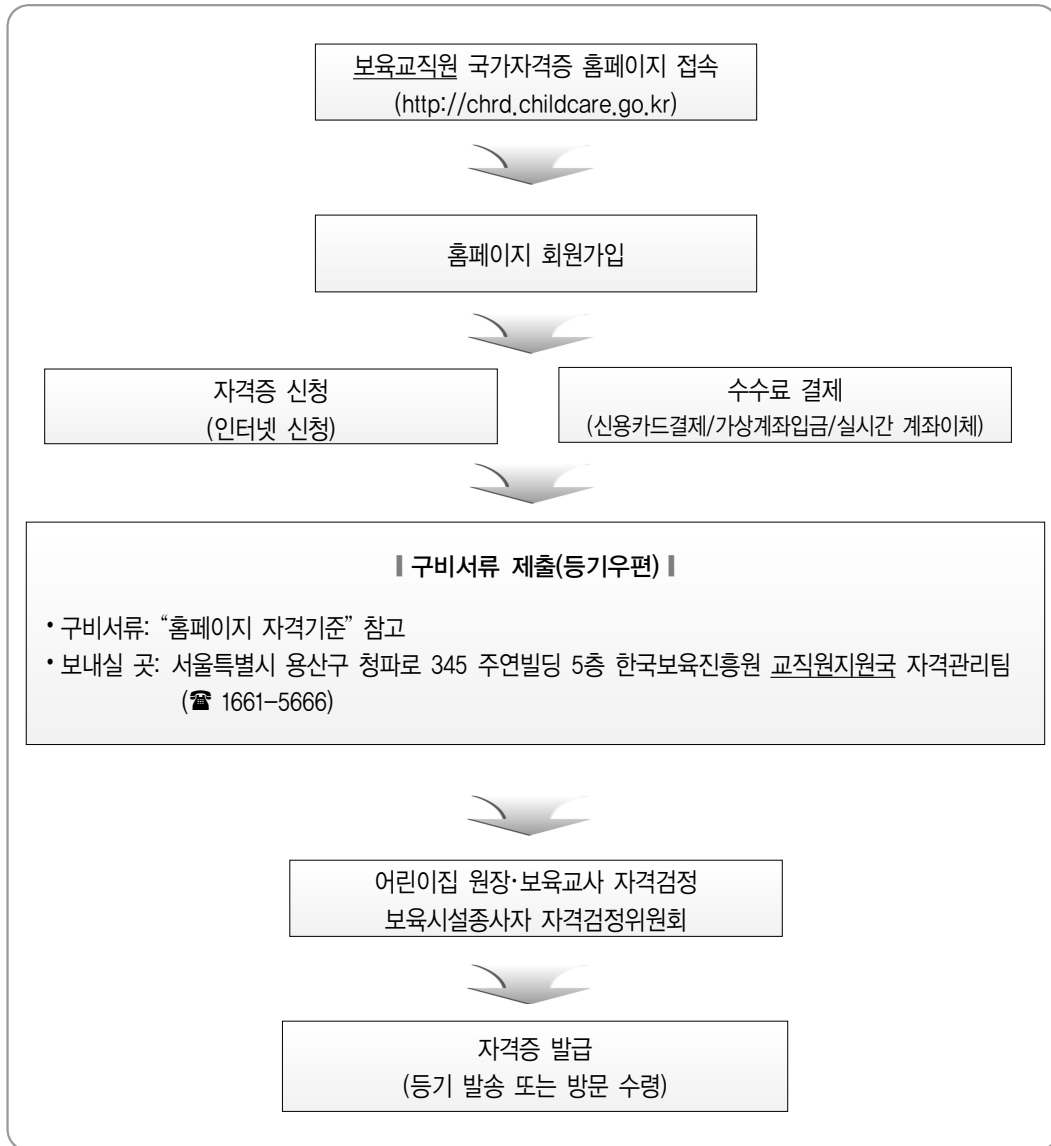 보육교직원 국가자격증 홈페이지 접속
(http://chrd.childcare.go.kr)
홈페이지 회원가입
자격증 신청
(인터넷 신청)
수수료 결제
(신용카드결제/가상계좌입금/실시간 계좌이체)
‖ 구비서류 제출(등기우편) ‖
• 구비서류: “홈페이지 자격기준” 참고
• 보내실 곳: 서울특별시 용산구 청파로 345 주연빌딩 5층 한국보육진흥원 교직원지원국 자격관리팀
(☎ 1661-5666)
어린이집 원장·보육교사 자격검정
보육시설종사자 자격검정위원회
자격증 발급
(등기 발송 또는 방문 수령)